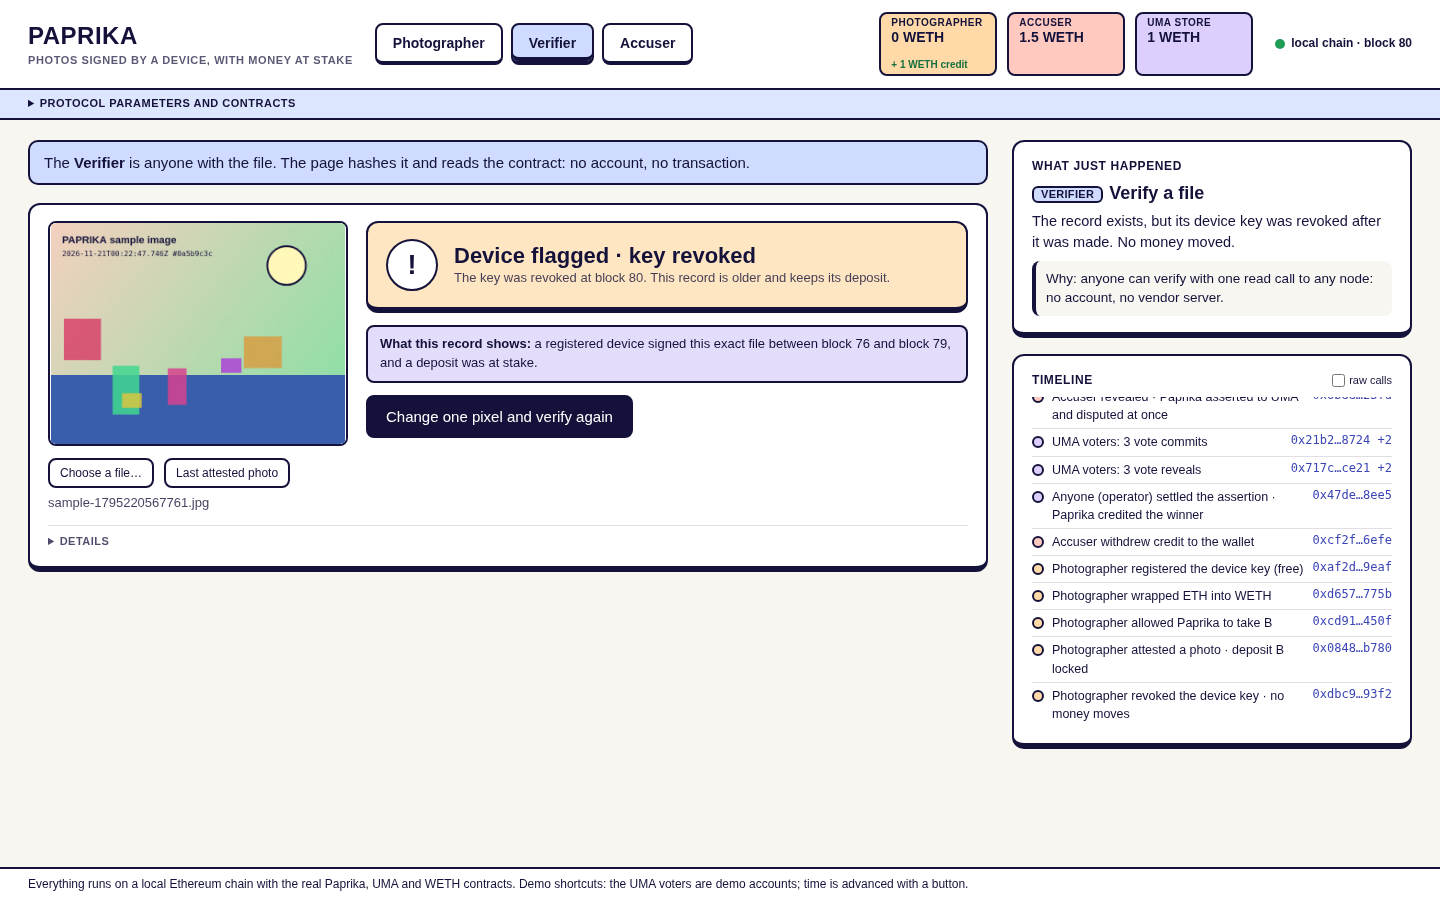 PAPRIKA
PHOTOS SIGNED BY A DEVICE, WITH MONEY AT STAKE
Photographer
Verifier
Accuser
PHOTOGRAPHER
0 WETH
+ 1 WETH credit
ACCUSER
1.5 WETH
UMA STORE
1 WETH
local chain · block 80
PROTOCOL PARAMETERS AND CONTRACTS
The Verifier is anyone with the file. The page hashes it and reads the contract: no account, no transaction.
PAPRIKA sample image
2026-11-21T00:22:47.746Z #0a5b9c3c
!
Device flagged · key revoked
The key was revoked at block 80. This record is older and keeps its deposit.
What this record shows: a registered device signed this exact file between block 76 and block 79,
and a deposit was at stake.
Change one pixel and verify again
Choose a file…
Last attested photo
sample-1795220567761.jpg
DETAILS
WHAT JUST HAPPENED
VERIFIER Verify a file
The record exists, but its device key was revoked after
it was made. No money moved.
Why: anyone can verify with one read call to any node:
no account, no vendor server.
TIMELINE
raw calls
Accuser revealed · Paprika asserted to UMA
and disputed at once
UMA voters: 3 vote commits 0x21b2…8724 +2
UMA voters: 3 vote reveals 0x717c…ce21 +2
Anyone (operator) settled the assertion · 0x47de…8ee5
Paprika credited the winner
Accuser withdrew credit to the wallet 0xcf2f…6efe
Photographer registered the device key (free) 0xaf2d…9eaf
Photographer wrapped ETH into WETH 0xd657…775b
Photographer allowed Paprika to take B 0xcd91…450f
Photographer attested a photo · deposit B 0x0848…b780
locked
Photographer revoked the device key · no 0xdbc9…93f2
money moves
Everything runs on a local Ethereum chain with the real Paprika, UMA and WETH contracts. Demo shortcuts: the UMA voters are demo accounts; time is advanced with a button.